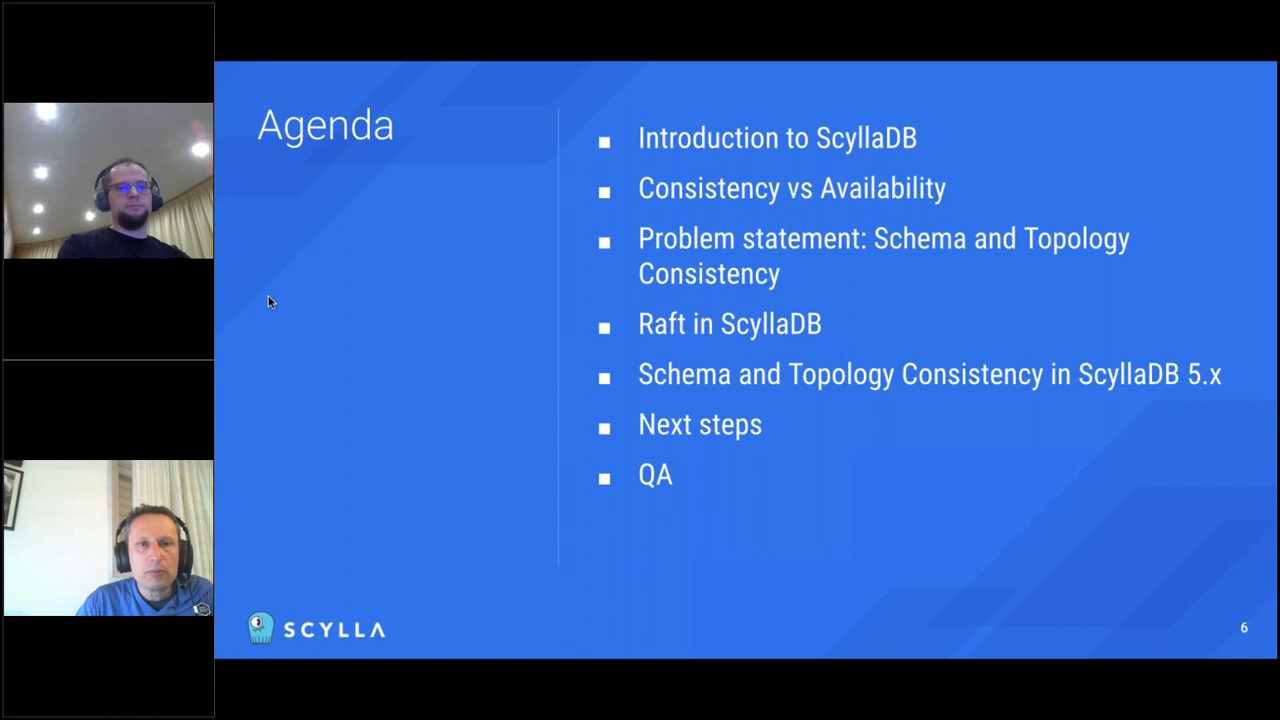 Agenda
■ Introduction to ScyllaDB
■ Consistency vs Availability
■ Problem statement: Schema and Topology
Consistency
■ Raft in ScyllaDB
■ Schema and Topology Consistency in ScyllaDB 5.x
■ Next steps
■ QA
SCYLLA
6